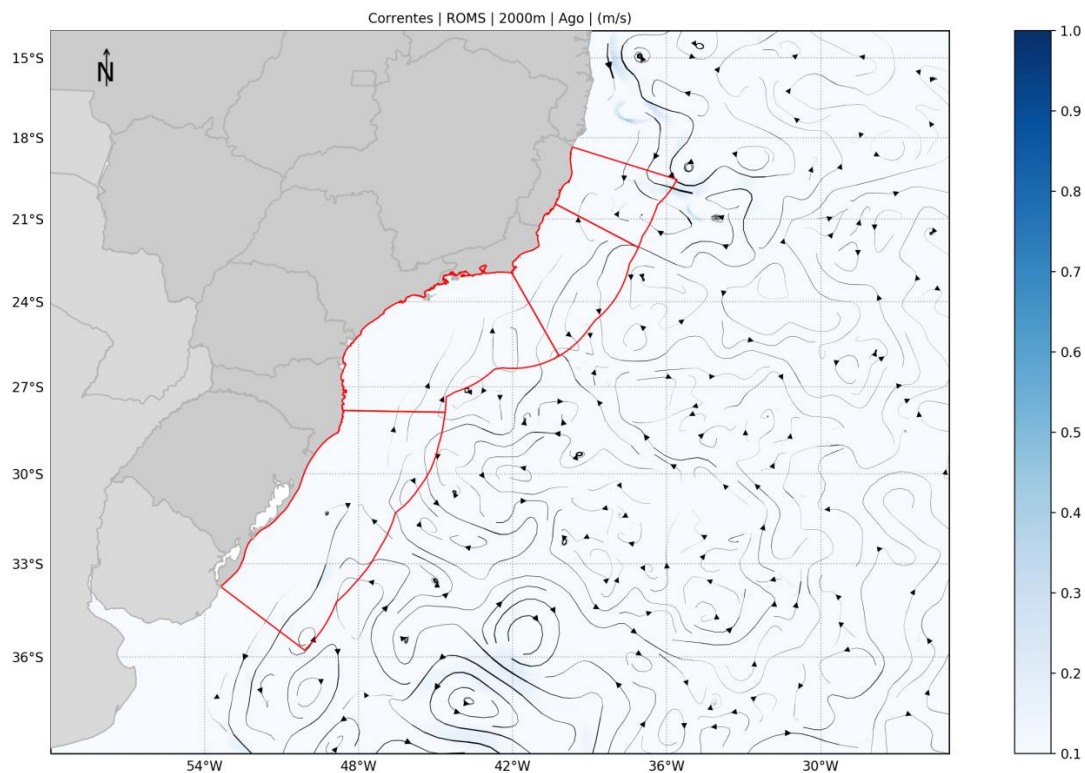 Correntes | ROMS | 2000m | Ago | (m/s)
N
15°S
18°S
21°S
24°S
27°S
30°S
33°S
36°S
54°W
48°W
42°W
36°W
30°W
1.0
0.9
0.8
0.7
0.6
0.5
0.4
0.3
0.2
0.1